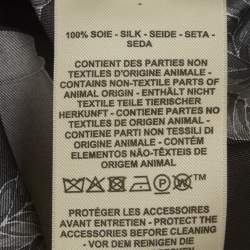 -
100% SOIE - SILK - SEIDE - SETA -
SEDA
CONTIENT DES PARTIES NON
TEXTILES D'ORIGINE ANIMALE -
CONTAINS NON-TEXTILE PARTS OF
ANIMAL ORIGIN - ENTHÄLT NICHT
TEXTILE TEILE TIERISCHER
HERKUNFT - CONTIENE PARTES
NO TEXTILES DE ORIGEN ANIMAL -
CONTIENE PARTI NON TESSILI DI
ORIGINE ANIMALE - CONTÉM
ELEMENTOS NÃO-TÊXTEIS DE
ORIGEM ANIMAL
PROTÉGER LES ACCESSOIRES
AVANT ENTRETIEN - PROTECT THE
ACCESSORIES BEFORE CLEANING
- VOR DEM REINIGEN DIE